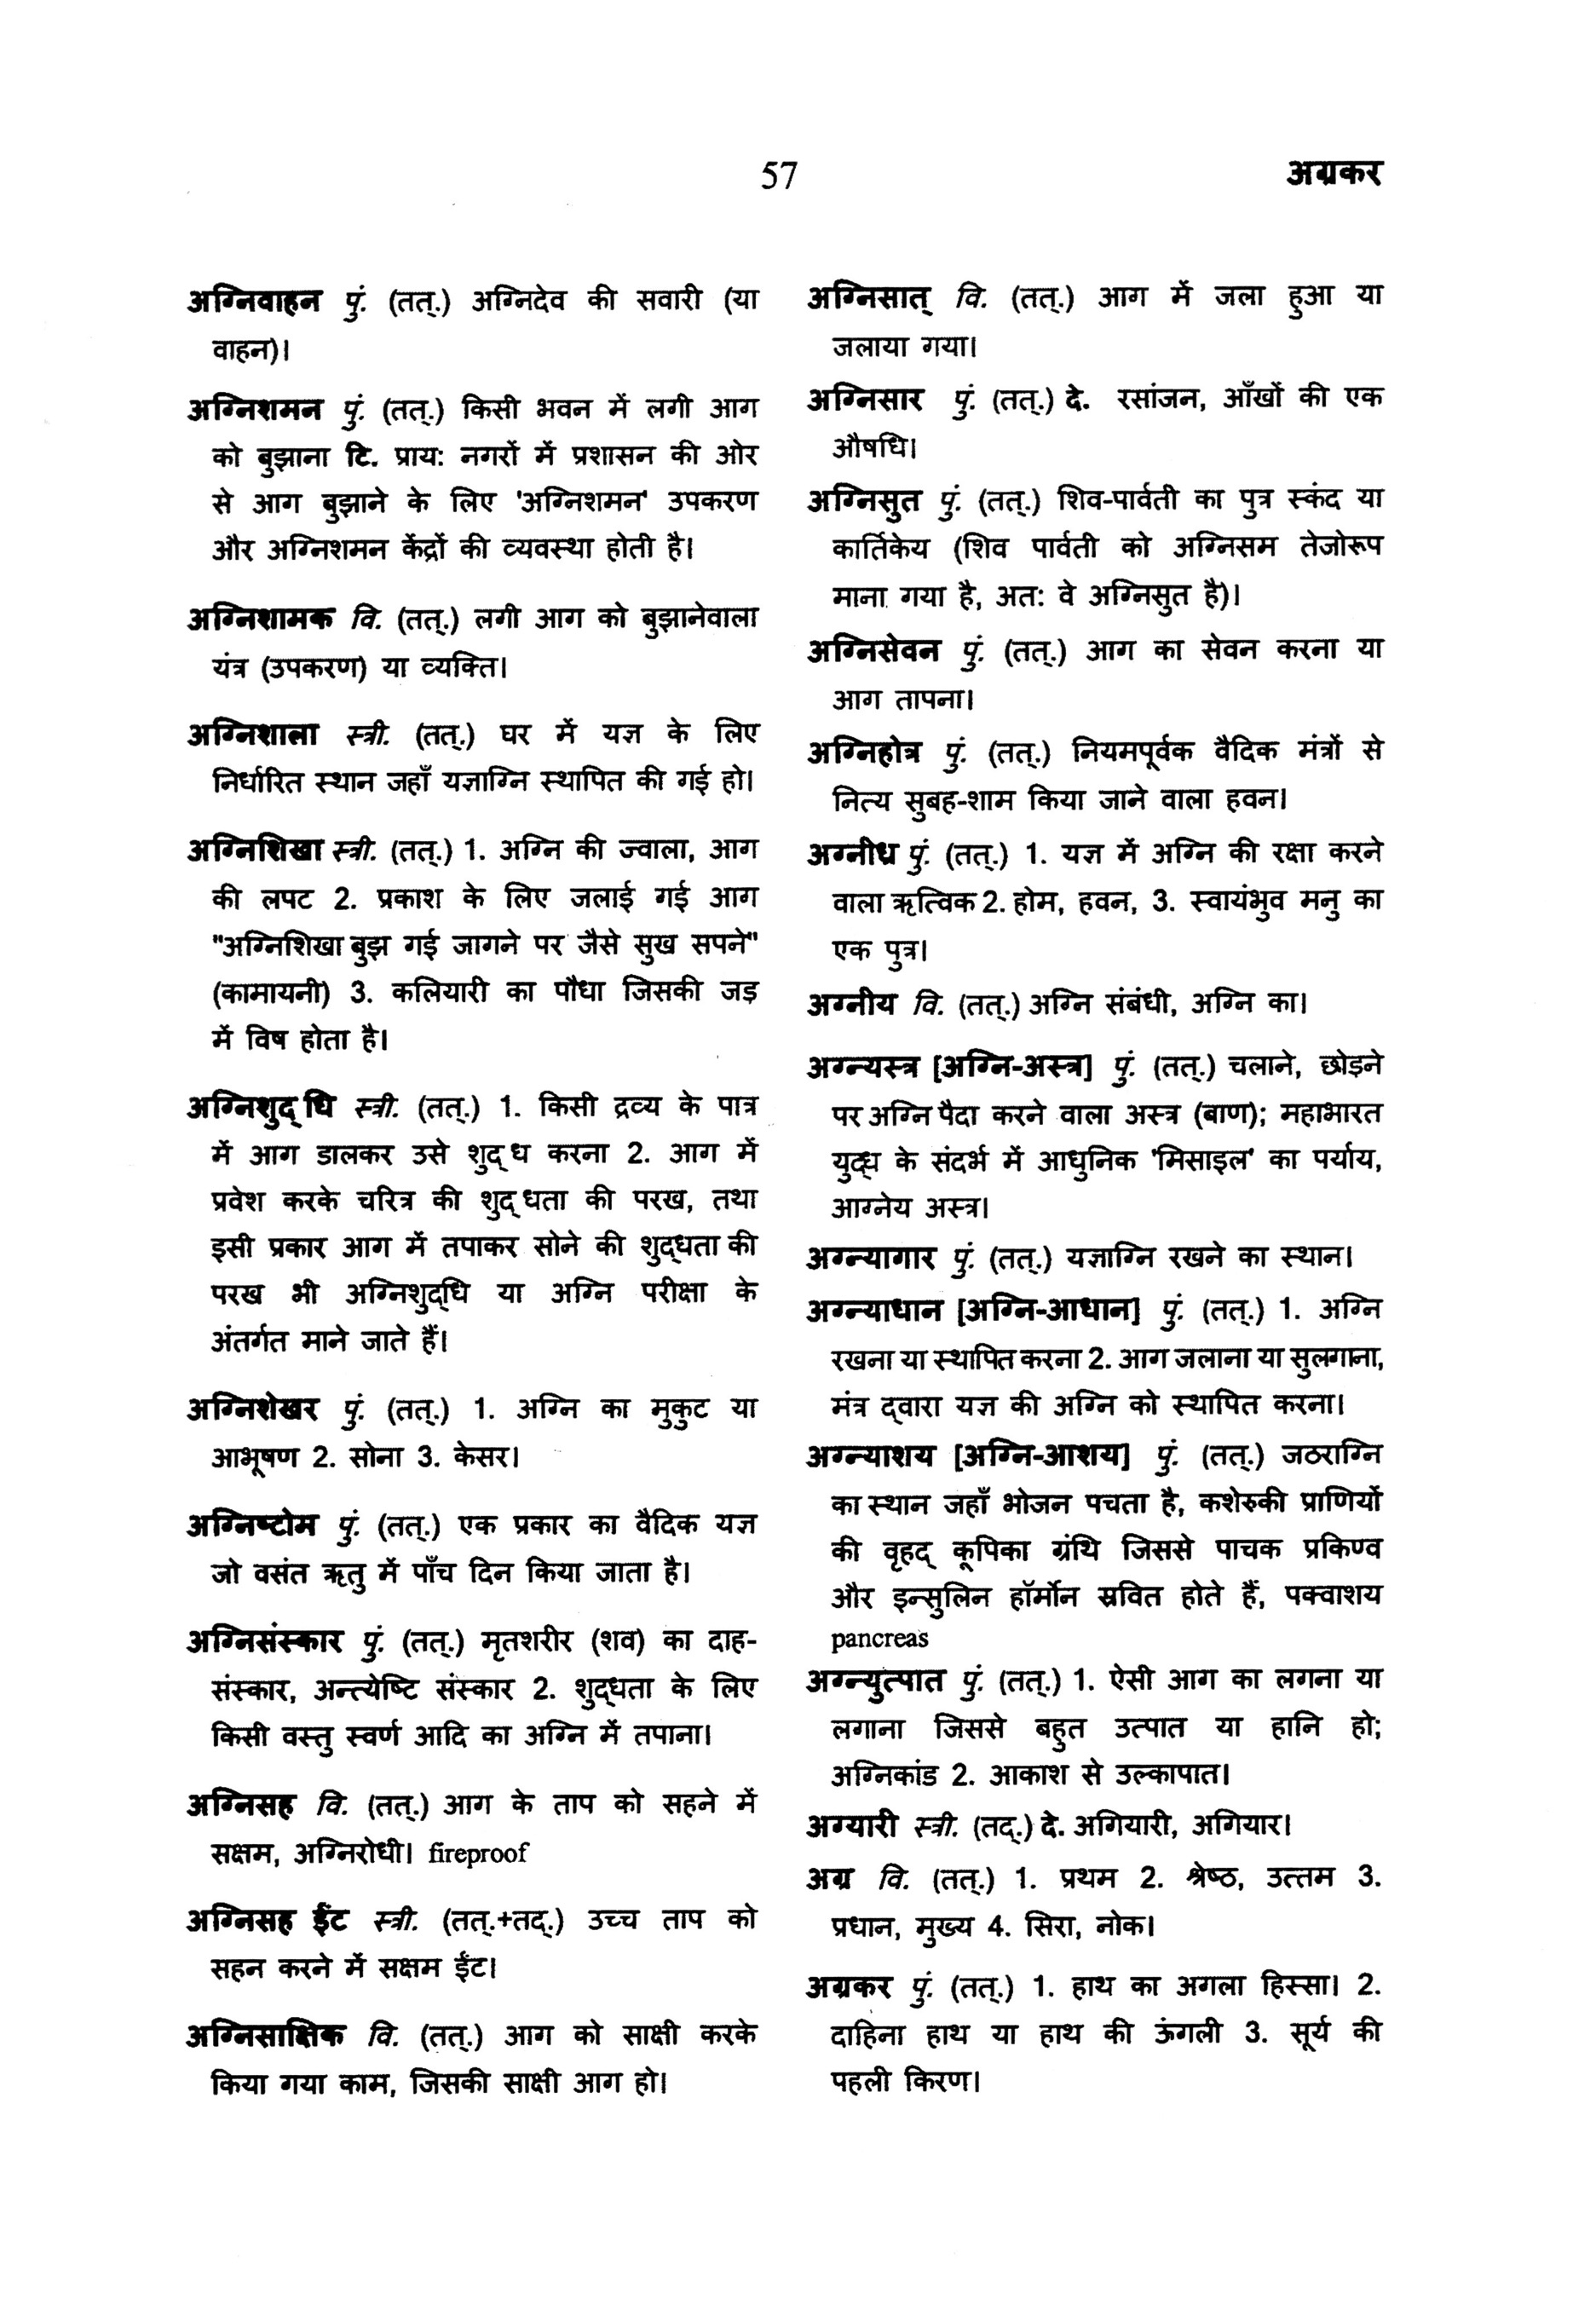 57
अग्रकर
अग्निवाहन पुं. (तत्.) अग्निदेव की सवारी (या
वाहन)।
अग्निशमन पुं. (तत्.) किसी भवन में लगी आग
को बुझाना टि. प्राय: नगरों में प्रशासन की ओर
से आग बुझाने के लिए 'अग्निशमन' उपकरण
और अग्निशमन केंद्रों की व्यवस्था होती है।
अग्निशामक वि. (तत्.) लगी आग को बुझानेवाला
यंत्र (उपकरण) या व्यक्ति।
अग्निशाला स्त्री. (तत्.) घर में यज्ञ के लिए
निर्धारित स्थान जहाँ यज्ञाग्नि स्थापित की गई हो।
अग्निशिखा स्त्री. (तत्.) 1. अग्नि की ज्वाला, आग
की लपट 2. प्रकाश के लिए जलाई गई आग
"अग्निशिखा बुझ गई जागने पर जैसे सुख सपने"
(कामायनी) 3. कलियारी का पौधा जिसकी जड़
में विष होता है।
अग्निशुद्धि स्त्री. (तत्.) 1. किसी द्रव्य के पात्र
में आग डालकर उसे शुद्ध करना 2. आग में
प्रवेश करके चरित्र की शुद्धता की परख, तथा
इसी प्रकार आग में तपाकर सोने की शुद्धता की
परख भी अग्निशुद्धि या अग्नि परीक्षा के
अंतर्गत माने जाते हैं।
अग्निशेखर पुं. (तत्.) 1. अग्नि का मुकुट या
आभूषण 2. सोना 3. केसर।
अग्निष्टोम पुं. (तत्.) एक प्रकार का वैदिक यज्ञ
जो वसंत ऋतु में पाँच दिन किया जाता है।
अग्निसंस्कार पुं. (तत्.) मृतशरीर (शव) का दाह-
संस्कार, अन्त्येष्टि संस्कार 2. शुद्धता के लिए
किसी वस्तु स्वर्ण आदि का अग्नि में तपाना।
अग्निसह वि. (तत्.) आग के ताप को सहने में
सक्षम, अग्निरोधी। fireproof
अग्निसह ईंट स्त्री. (तत्.+तद्.) उच्च ताप को
सहन करने में सक्षम ईंट।
अग्निसाक्षिक वि. (तत्.) आग को साक्षी करके
किया गया काम, जिसकी साक्षी आग हो।
अग्निसात् वि. (तत्.) आग में जला हुआ या
जलाया गया।
अग्निसार पुं. (तत्.) दे. रसांजन, आँखों की एक
औषधि।
अग्निसुत पुं. (तत्.) शिव-पार्वती का पुत्र स्कंद या
कार्तिकेय (शिव पार्वती को अग्निसम तेजोरूप
माना गया है, अत: वे अग्निसुत है)।
अग्निसेवन पुं. (तत्.) आग का सेवन करना या
आग तापना।
अग्निहोत्र पुं. (तत्.) नियमपूर्वक वैदिक मंत्रों से
नित्य सुबह-शाम किया जाने वाला हवन।
अग्नीध्र पुं. (तत्.) 1. यज्ञ में अग्नि की रक्षा करने
वाला ऋत्विक 2. होम, हवन, 3. स्वायंभुव मनु का
एक पुत्र।
अग्नीय वि. (तत्.) अग्नि संबंधी, अग्नि का।
अग्न्यस्त्र [अग्नि-अस्त्र] पुं. (तत्.) चलाने, छोड़ने
पर अग्नि पैदा करने वाला अस्त्र (बाण); महाभारत
युद्ध के संदर्भ में आधुनिक 'मिसाइल' का पर्याय,
आग्नेय अस्त्र।
अग्न्यागार पुं. (तत्.) यज्ञाग्नि रखने का स्थान।
अग्न्याधान [अग्नि-आधान] पुं. (तत्.) 1. अग्नि
रखना या स्थापित करना 2. आग जलाना या सुलगाना,
मंत्र द्वारा यज्ञ की अग्नि को स्थापित करना।
अग्न्याशय [अग्नि-आशय] पुं. (तत्.) जठराग्नि
का स्थान जहाँ भोजन पचता है, कशेरुकी प्राणियों
की वृहद् कूपिका ग्रंथि जिससे पाचक प्रकिण्व
और इन्सुलिन हॉर्मोन स्रवित होते हैं, पक्वाशय
pancreas
अग्न्युत्पात पुं. (तत्.) 1. ऐसी आग का लगना या
लगाना जिससे बहुत उत्पात या हानि हो;
अग्निकांड 2. आकाश से उल्कापात।
अग्यारी स्त्री. (तद्.) दे. अगियारी, अगियार।
अग्र वि. (तत्.) 1. प्रथम 2. श्रेष्ठ, उत्तम 3.
प्रधान, मुख्य 4. सिरा, नोक।
अग्रकर पुं. (तत्.) 1. हाथ का अगला हिस्सा। 2.
दाहिना हाथ या हाथ की ऊंगली 3. सूर्य की
पहली किरण।